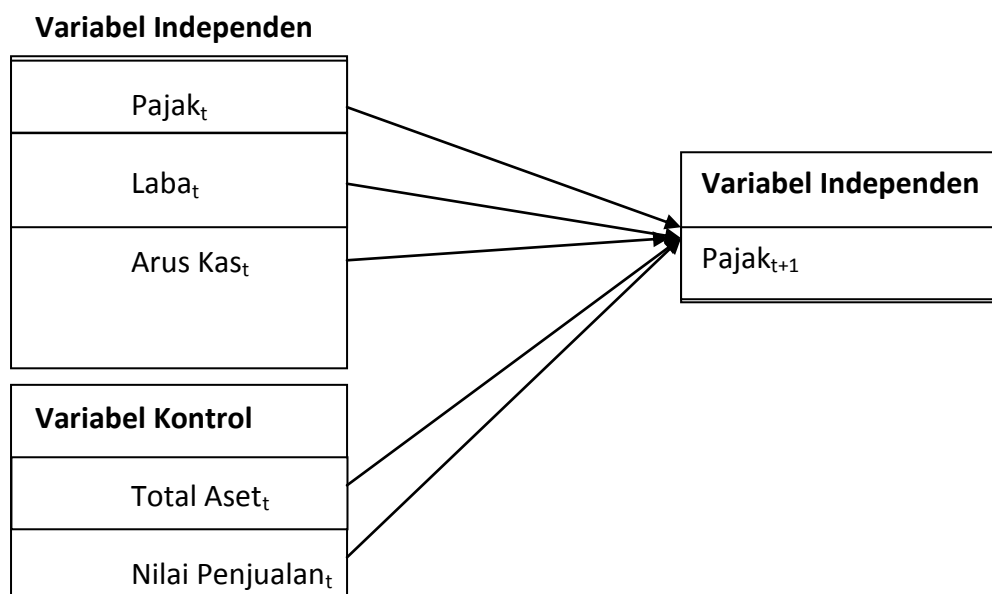 Variabel Independen
Pajakₜ
Labaₜ
Arus Kasₜ
Variabel Kontrol
Total Asetₜ
Nilai Penjualanₜ
Variabel Independen
Pajakₜ₊₁